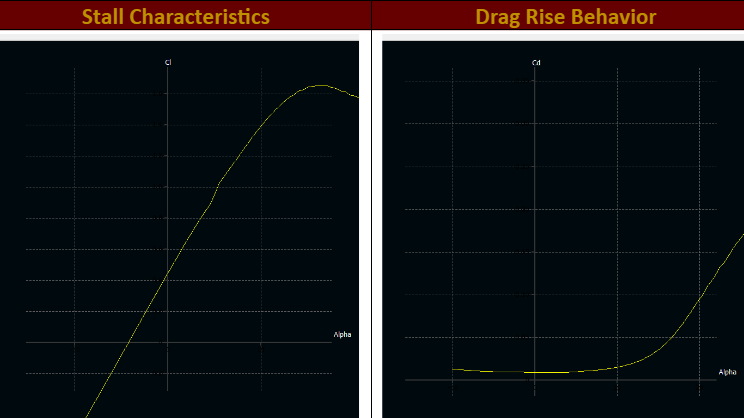 Stall Characteristics
Drag Rise Behavior
Cl
Cd
Alpha
Alpha